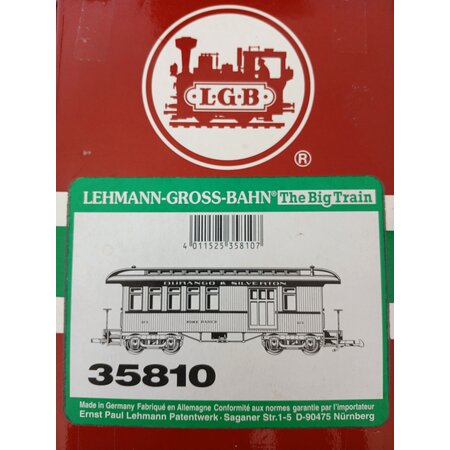 L·G·B
®
LEHMANN-GROSS-BAHN® The Big Train
4 011525 358107
DURANGO & SILVERTON
35810
Made in Germany Fabriqué en Allemagne Conformité aux normes garantie par l'importateur
Ernst Paul Lehmann Patentwerk · Saganer Str.1-5 D-90475 Nürnberg